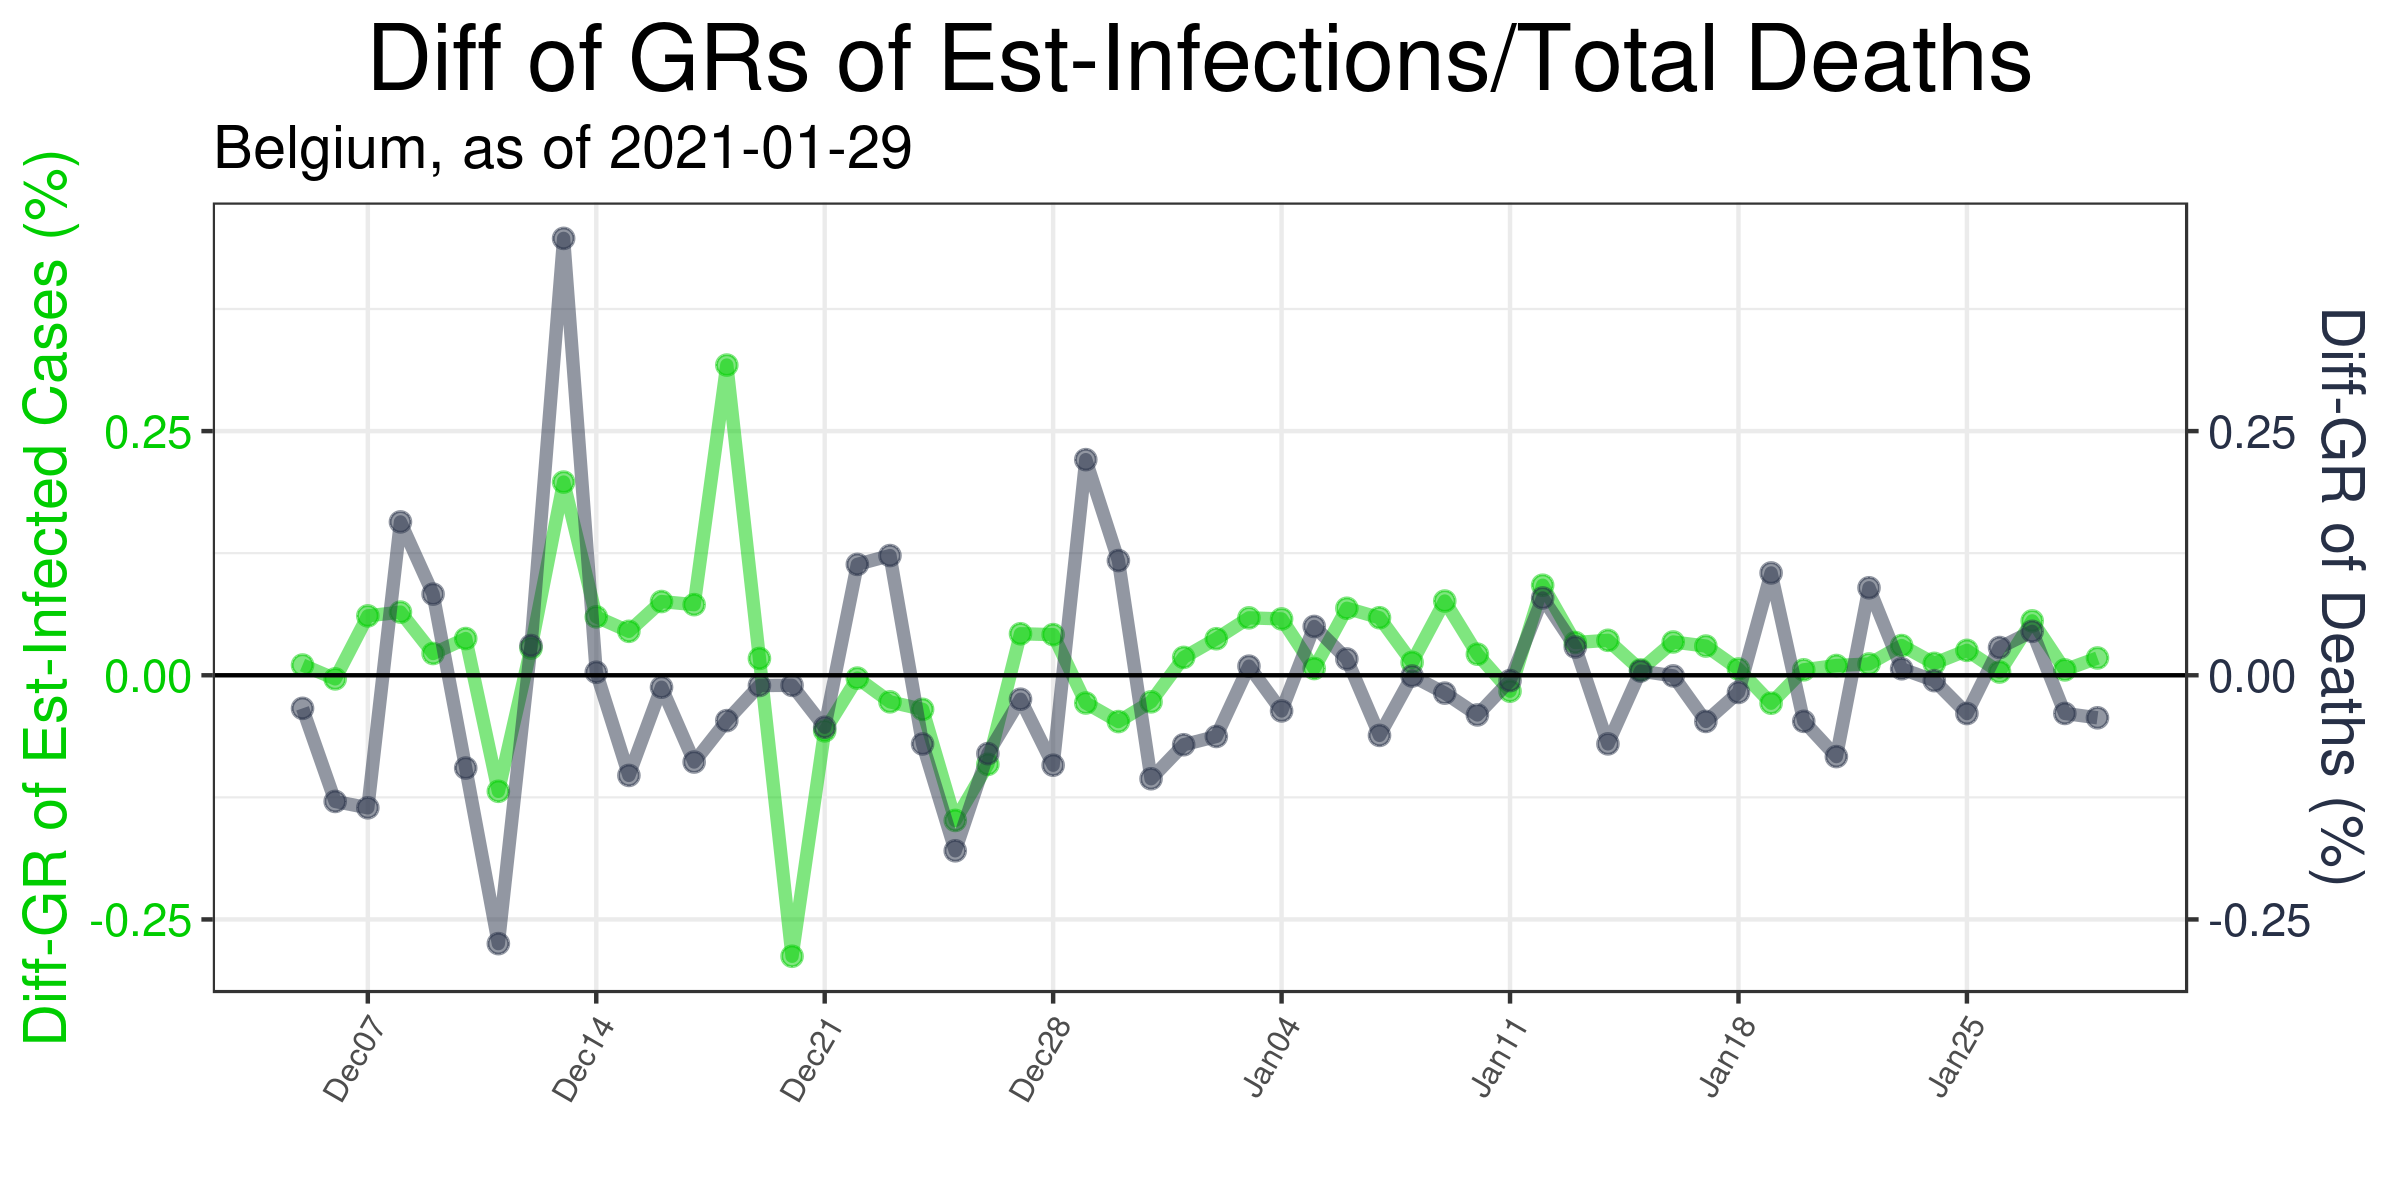 Diff of GRs of Est-Infections/Total Deaths
Belgium, as of 2021-01-29
Diff-GR of Est-Infected Cases (%)
0.25
0.00
-0.25
0.25
0.00
-0.25
Diff-GR of Deaths (%)
Dec07
Dec14
Dec21
Dec28
Jan04
Jan11
Jan18
Jan25